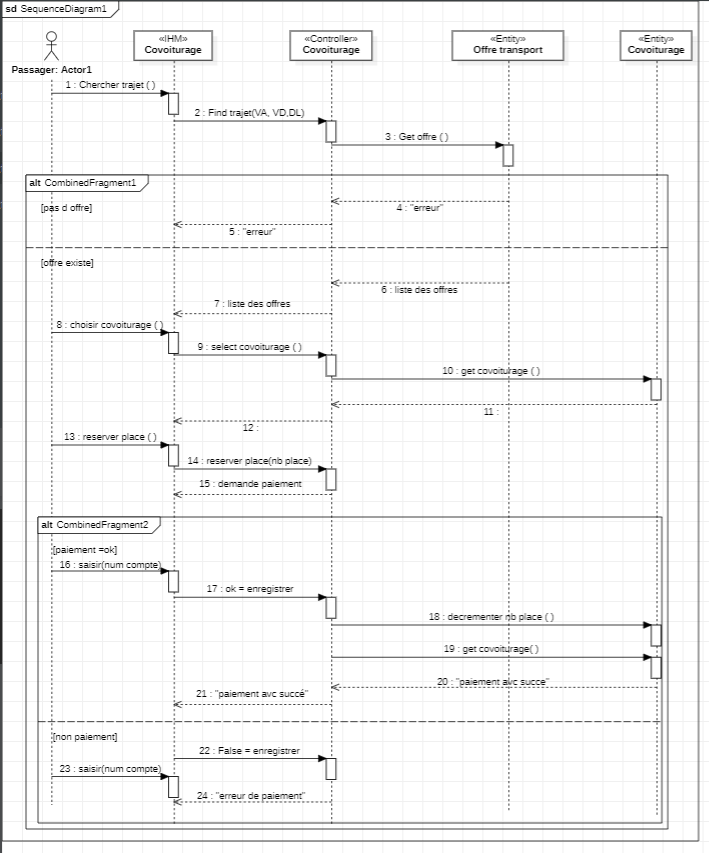 sd SequenceDiagram1
«IHM»
Covoiturage
«Controller»
Covoiturage
«Entity»
Offre transport
«Entity»
Covoiturage
Passager: Actor1
1 : Chercher trajet ( )
2 : Find trajet(VA, VD,DL)
3 : Get offre ( )
alt CombinedFragment1
[pas d offre]
4 : "erreur"
5 : "erreur"
[offre existe]
6 : liste des offres
7 : liste des offres
8 : choisir covoiturage ( )
9 : select covoiturage ( )
10 : get covoiturage ( )
11 :
12 :
13 : reserver place ( )
14 : reserver place(nb place)
15 : demande paiement
alt CombinedFragment2
[paiement =ok]
16 : saisir(num compte)
17 : ok = enregistrer
18 : decrementer nb place ( )
19 : get covoiturage( )
20 : "paiement avc succe"
21 : "paiement avc succé"
[non paiement]
22 : False = enregistrer
23 : saisir(num compte)
24 : "erreur de paiement"